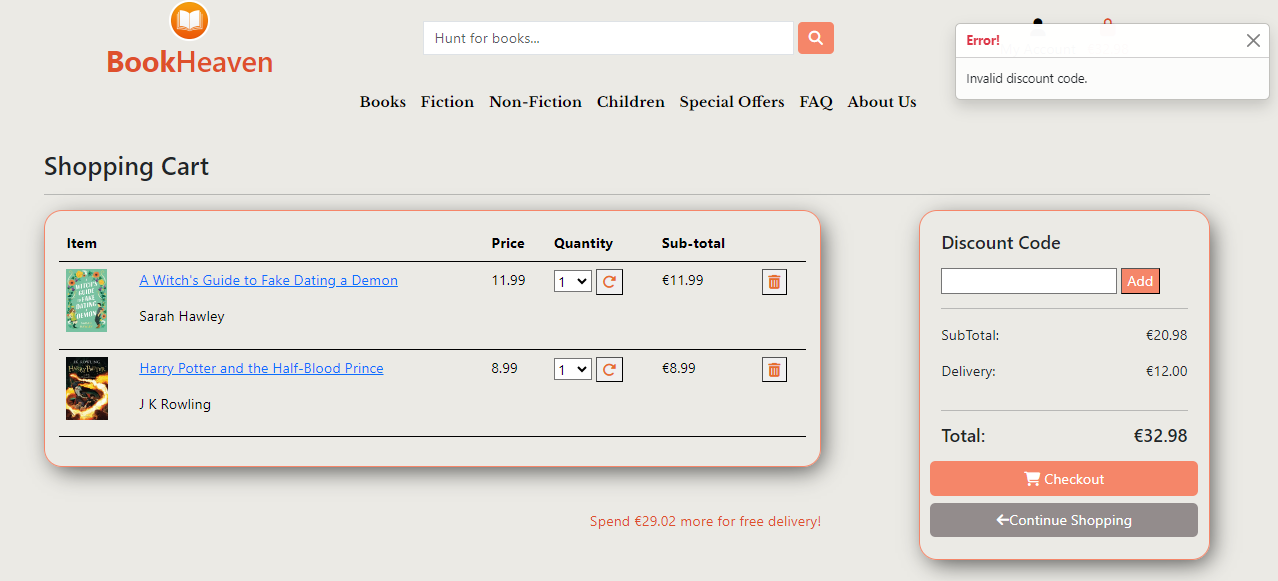 BookHeaven
Hunt for books...
Error!
Invalid discount code.
Books Fiction Non-Fiction Children Special Offers FAQ About Us
Shopping Cart
Item Price Quantity Sub-total
A Witch's Guide to Fake Dating a Demon 11.99 1 €11.99
Sarah Hawley
Harry Potter and the Half-Blood Prince 8.99 1 €8.99
J K Rowling
Spend €29.02 more for free delivery!
Discount Code
Add
SubTotal: €20.98
Delivery: €12.00
Total: €32.98
Checkout
Continue Shopping